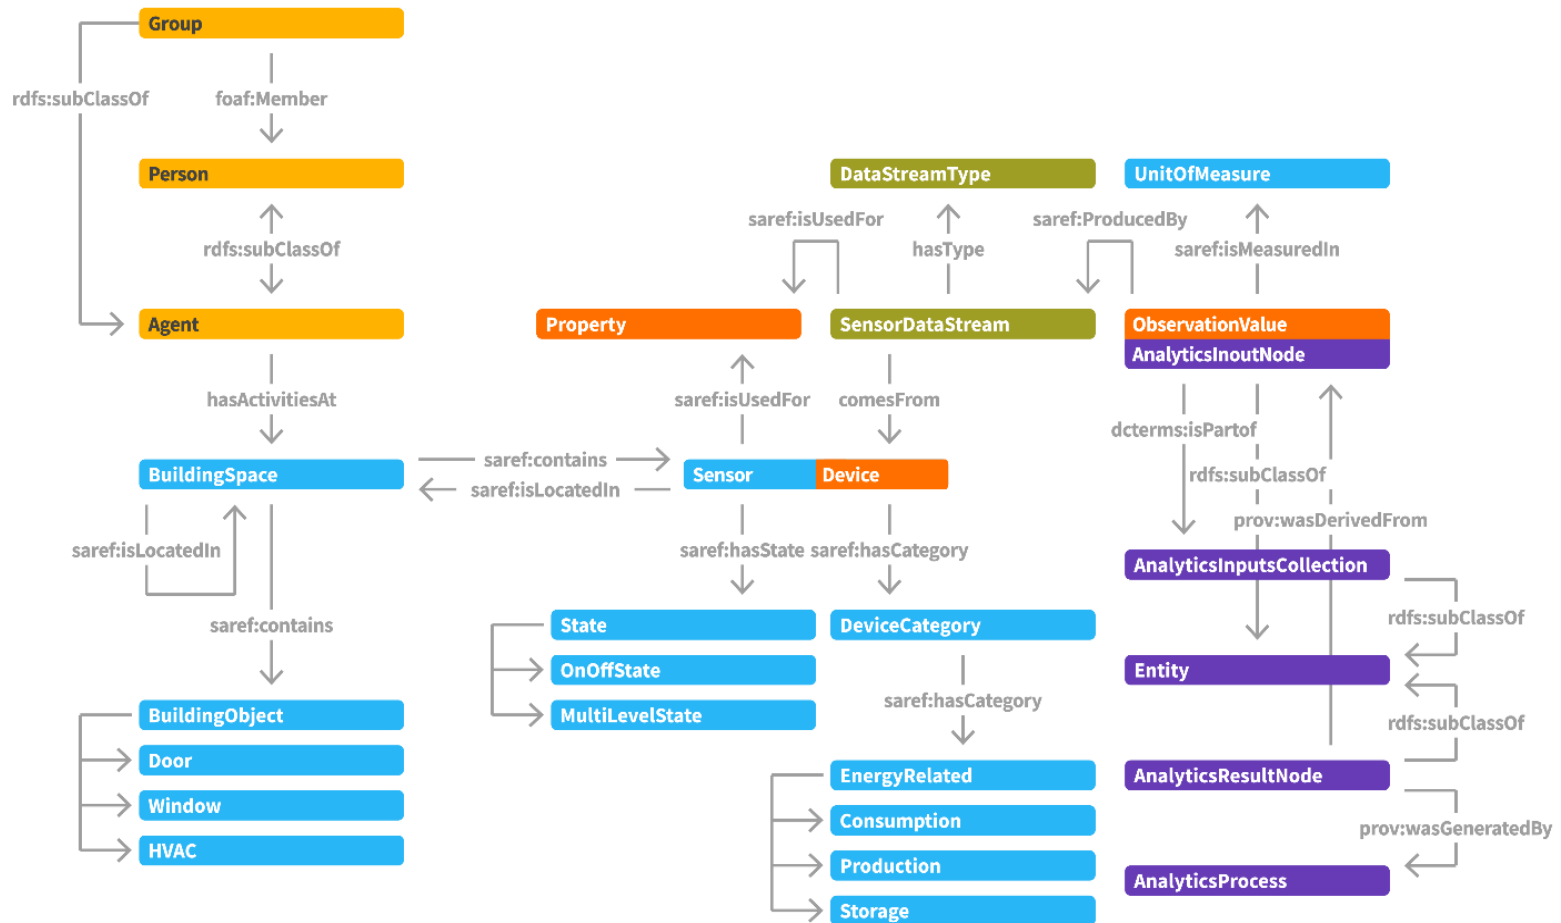 Group
rdfs:subClassOf
foaf:Member
Person
DataStreamType
UnitOfMeasure
saref:isUsedFor
saref:ProducedBy
rdfs:subClassOf
hasType
saref:isMeasuredIn
Agent
Property
SensorDataStream
ObservationValue
AnalyticsInoutNode
hasActivitiesAt
saref:isUsedFor
comesFrom
dcterms:isPartof
saref:contains
BuildingSpace
Sensor
Device
rdfs:subClassOf
saref:isLocatedIn
prov:wasDerivedFrom
saref:isLocatedIn
saref:hasState
saref:hasCategory
AnalyticsInputsCollection
saref:contains
State
DeviceCategory
rdfs:subClassOf
OnOffState
Entity
saref:hasCategory
BuildingObject
MultiLevelState
rdfs:subClassOf
Door
EnergyRelated
AnalyticsResultNode
Window
Consumption
prov:wasGeneratedBy
HVAC
Production
AnalyticsProcess
Storage